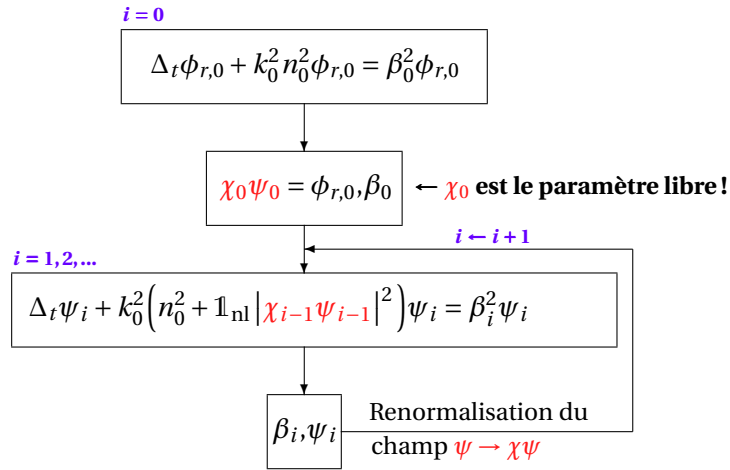 i = 0
Δ_t ϕ_{r,0} + k_0^2 n_0^2 ϕ_{r,0} = β_0^2 ϕ_{r,0}
χ_0 ψ_0 = ϕ_{r,0}, β_0
← χ_0 est le paramètre libre !
i ← i + 1
i = 1, 2, ...
Δ_t ψ_i + k_0^2 (n_0^2 + 𝟙_{nl} |χ_{i−1} ψ_{i−1}|^2) ψ_i = β_i^2 ψ_i
β_i, ψ_i
Renormalisation du
champ ψ → χψ